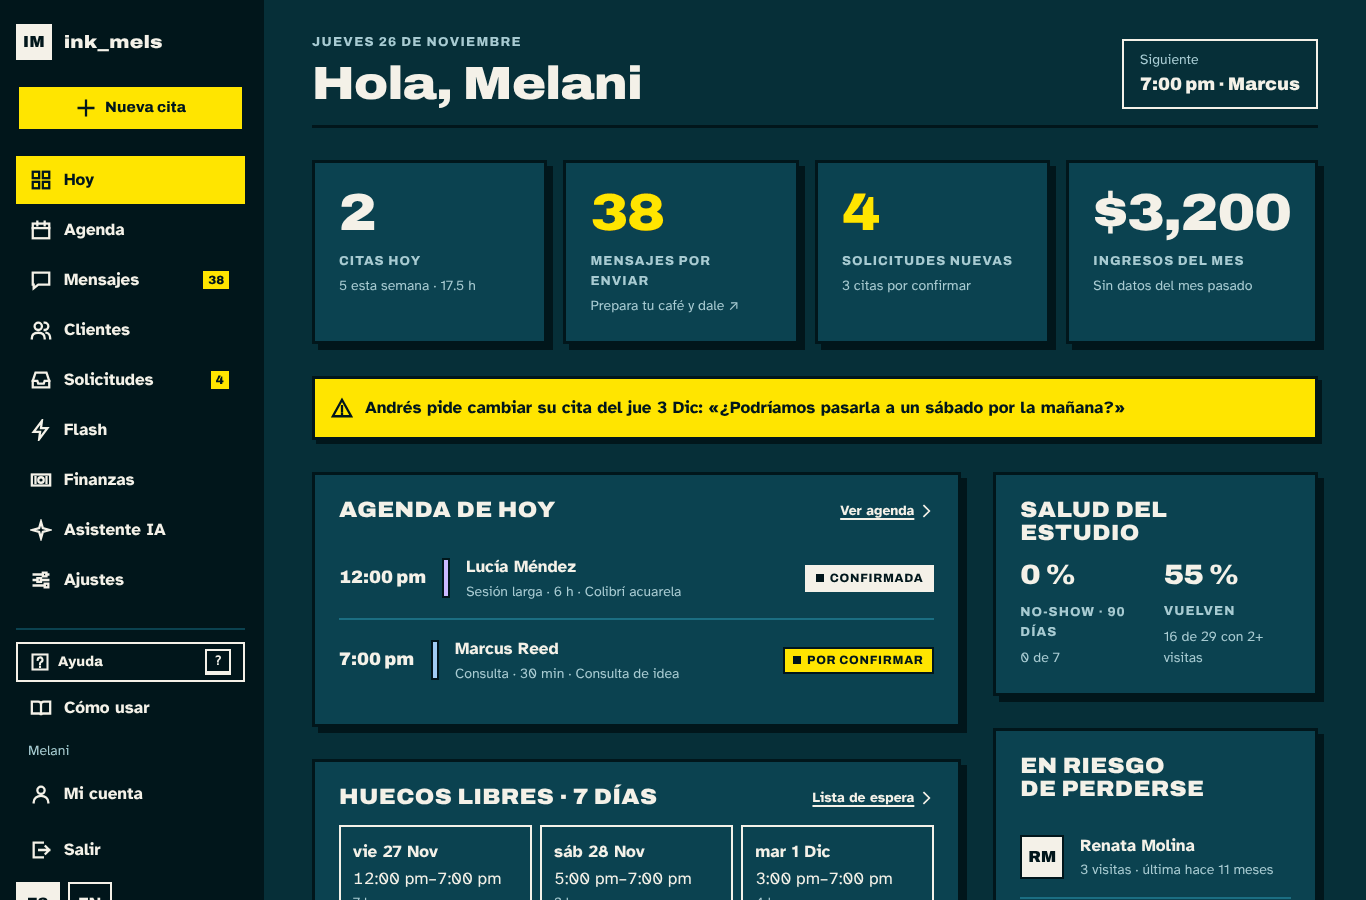 IM ink_mels
Nueva cita
Hoy
Agenda
Mensajes 38
Clientes
Solicitudes 4
Flash
Finanzas
Asistente IA
Ajustes
Ayuda ?
Cómo usar
Melani
Mi cuenta
Salir
JUEVES 26 DE NOVIEMBRE
Hola, Melani
Siguiente
7:00 pm · Marcus
2
CITAS HOY
5 esta semana · 17.5 h
38
MENSAJES POR
ENVIAR
Prepara tu café y dale ↗
4
SOLICITUDES NUEVAS
3 citas por confirmar
$3,200
INGRESOS DEL MES
Sin datos del mes pasado
Andrés pide cambiar su cita del jue 3 Dic: «¿Podríamos pasarla a un sábado por la mañana?»
AGENDA DE HOY
Ver agenda
12:00 pm
Lucía Méndez
Sesión larga · 6 h · Colibrí acuarela
CONFIRMADA
7:00 pm
Marcus Reed
Consulta · 30 min · Consulta de idea
POR CONFIRMAR
HUECOS LIBRES · 7 DÍAS
Lista de espera
vie 27 Nov
12:00 pm–7:00 pm
sáb 28 Nov
5:00 pm–7:00 pm
mar 1 Dic
3:00 pm–7:00 pm
SALUD DEL
ESTUDIO
0 %
NO-SHOW · 90
DÍAS
0 de 7
55 %
VUELVEN
16 de 29 con 2+
visitas
EN RIESGO
DE PERDERSE
RM
Renata Molina
3 visitas · última hace 11 meses